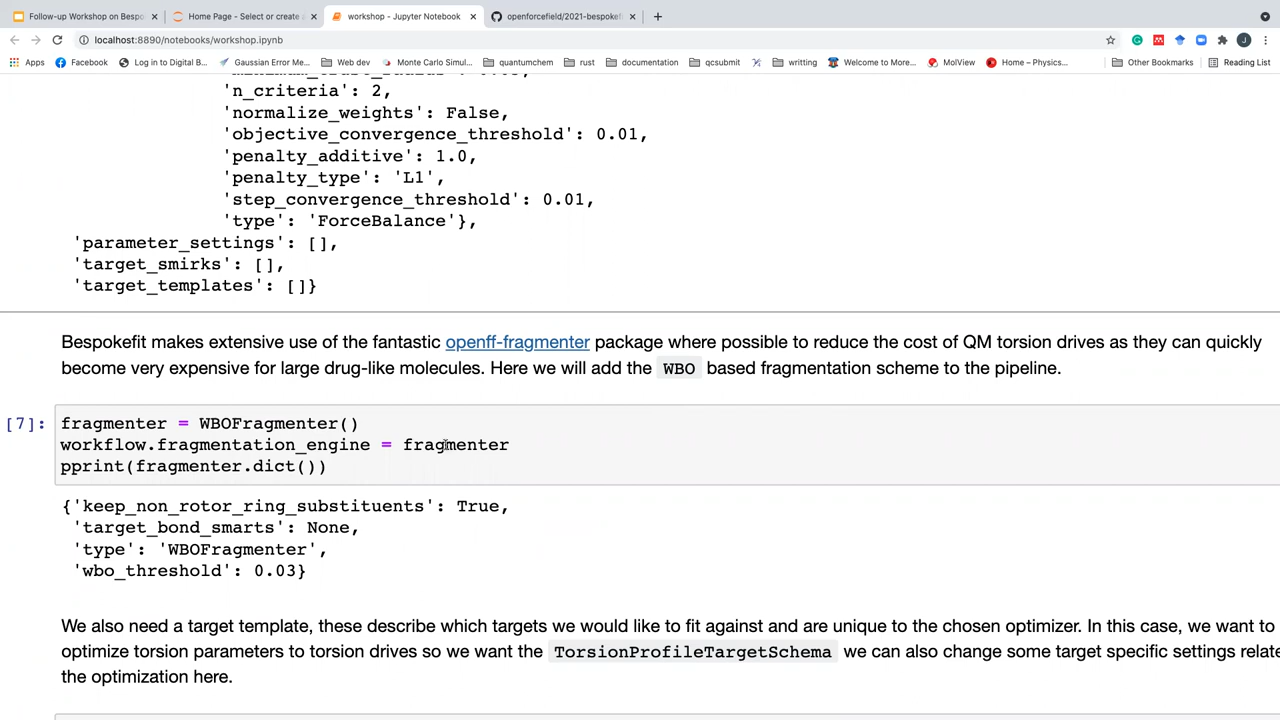 Follow-up Workshop on Bespo
Home Page - Select or create
workshop - Jupyter Notebook
openforcefield/2021-bespokef
localhost:8890/notebooks/workshop.ipynb
Apps
Facebook
Log in to Digital B...
Gaussian Error Me...
Web dev
Monte Carlo Simul...
quantumchem
rust
documentation
qcsubmit
writting
Welcome to More...
MolView
Home – Physics...
Other Bookmarks
Reading List
'n_criteria': 2,
'normalize_weights': False,
'objective_convergence_threshold': 0.01,
'penalty_additive': 1.0,
'penalty_type': 'L1',
'step_convergence_threshold': 0.01,
'type': 'ForceBalance'},
'parameter_settings': [],
'target_smirks': [],
'target_templates': []}
Bespokefit makes extensive use of the fantastic openff-fragmenter package where possible to reduce the cost of QM torsion drives as they can quickly
become very expensive for large drug-like molecules. Here we will add the WBO based fragmentation scheme to the pipeline.
[7]: fragmenter = WBOFragmenter()
workflow.fragmentation_engine = fragmenter
pprint(fragmenter.dict())
{'keep_non_rotor_ring_substituents': True,
'target_bond_smarts': None,
'type': 'WBOFragmenter',
'wbo_threshold': 0.03}
We also need a target template, these describe which targets we would like to fit against and are unique to the chosen optimizer. In this case, we want to
optimize torsion parameters to torsion drives so we want the TorsionProfileTargetSchema we can also change some target specific settings relate
the optimization here.